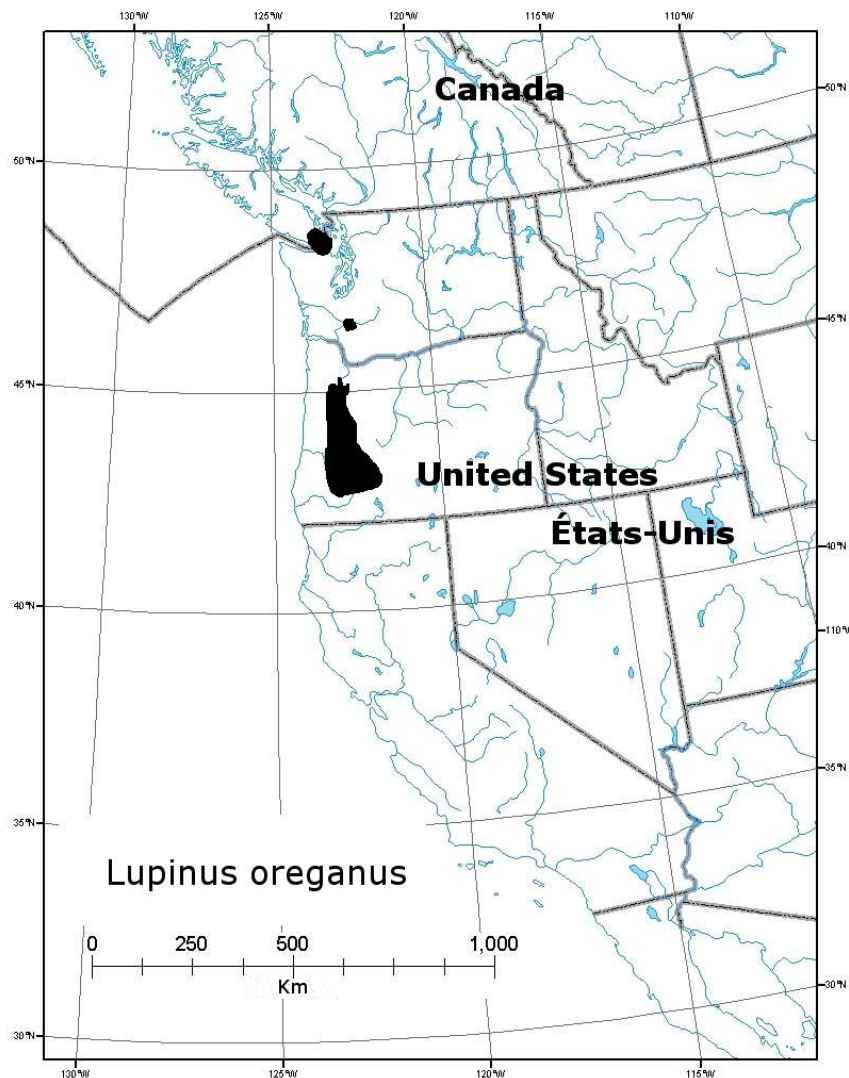 130°W 125°W 120°W 115°W 110°W
Canada
50°N
50°N
45°N
45°N
United States
États-Unis
40°N
40°N
110°W
35°N
35°N
Lupinus oreganus
0 250 500 1,000
Km
30°N
30°N
130°W 125°W 120°W 115°W